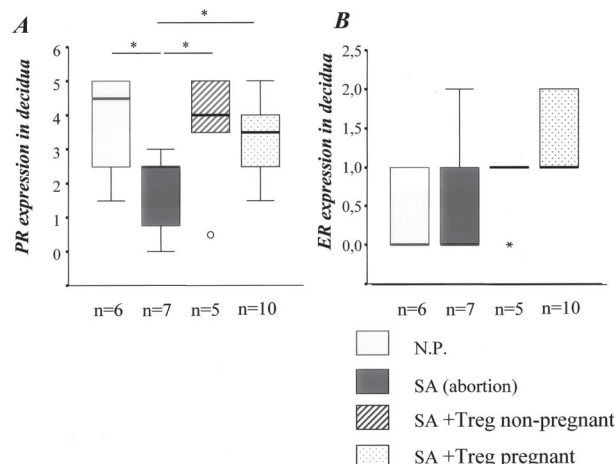 A
*
*
*
PR expression in decidua
6
5
4
3
2
1
0
n=6
n=7
n=5
n=10
B
ER expression in decidua
2,5
2,0
1,5
1,0
0,5
0,0
*
n=6
n=7
n=5
n=10
N.P.
SA (abortion)
SA +Treg non-pregnant
SA +Treg pregnant